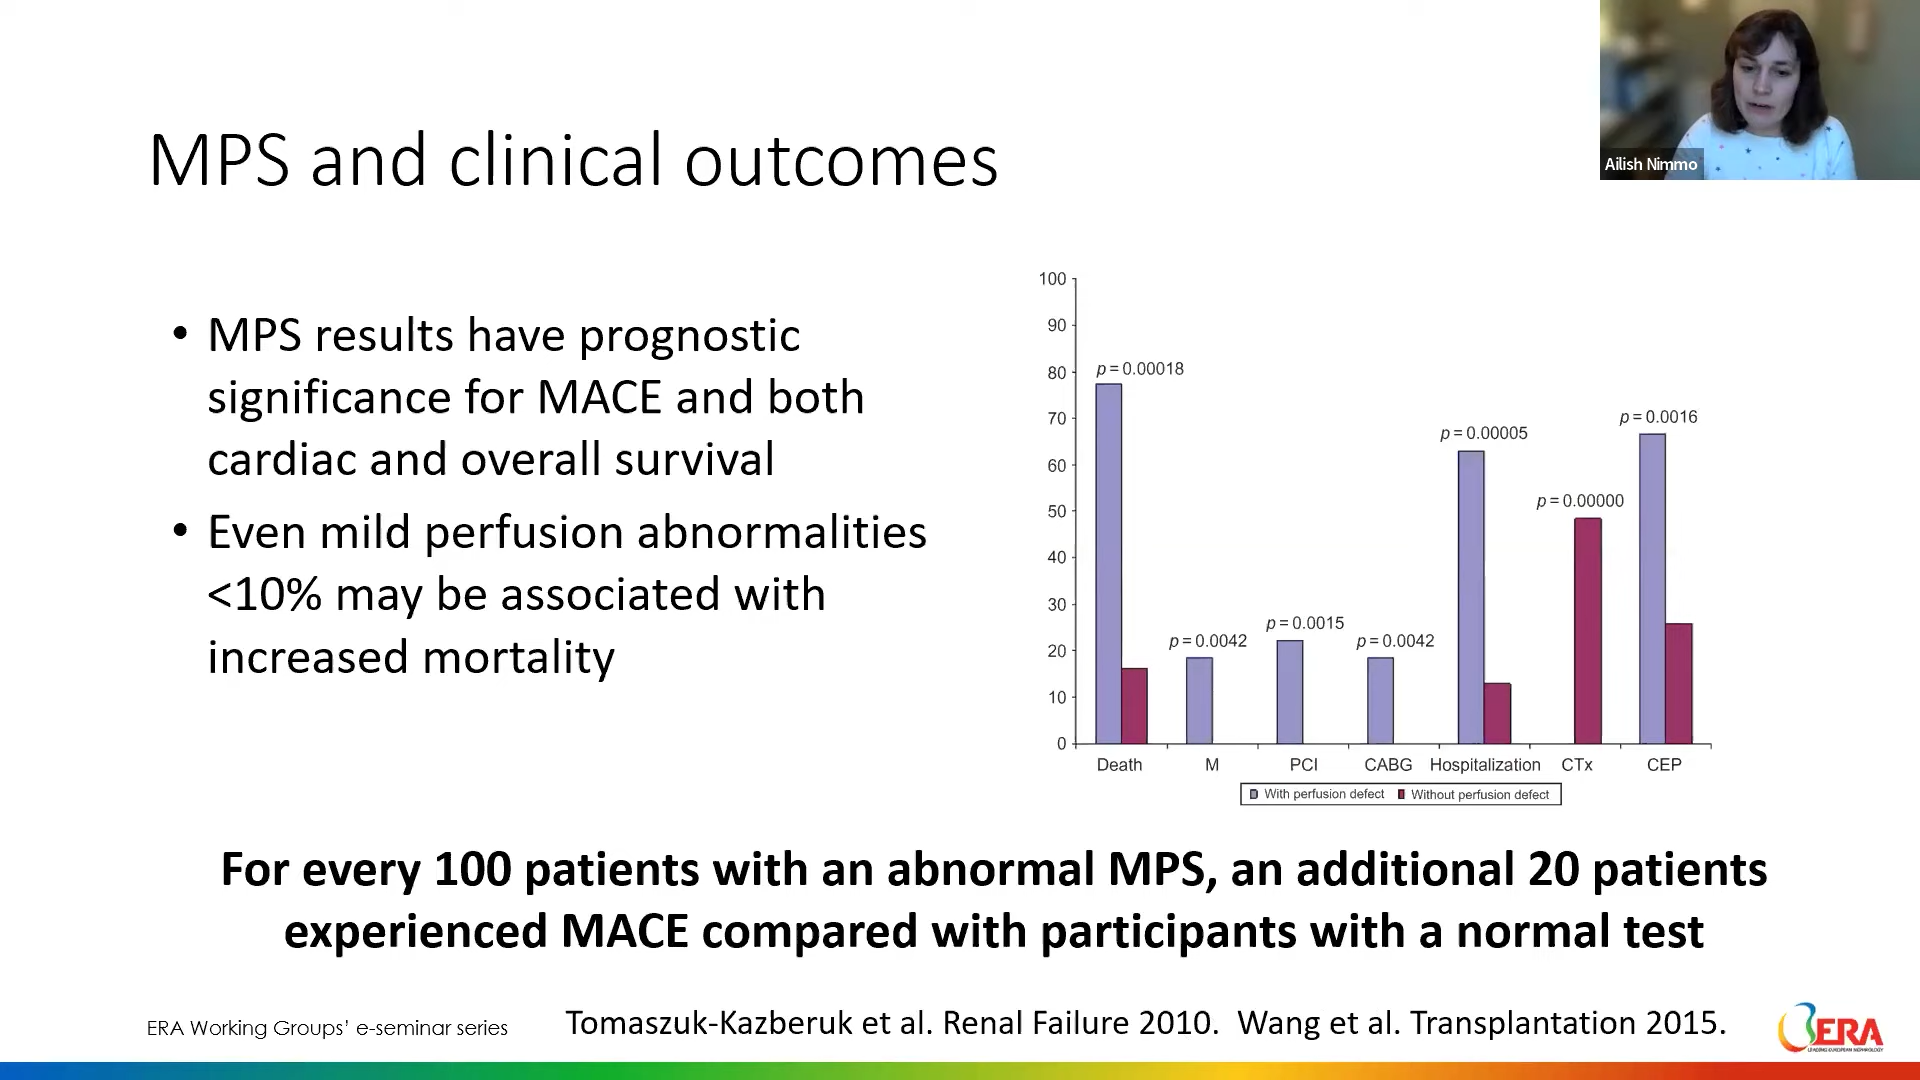 Ailish Nimmo
MPS and clinical outcomes
• MPS results have prognostic
significance for MACE and both
cardiac and overall survival
• Even mild perfusion abnormalities
<10% may be associated with
increased mortality
100
90
80
70
60
50
40
30
20
10
0
p = 0.00018
p = 0.0042
p = 0.0015
p = 0.0042
p = 0.00005
p = 0.00000
p = 0.0016
Death M PCI CABG Hospitalization CTx CEP
With perfusion defect Without perfusion defect
For every 100 patients with an abnormal MPS, an additional 20 patients
experienced MACE compared with participants with a normal test
ERA Working Groups’ e-seminar series
Tomaszuk-Kazberuk et al. Renal Failure 2010. Wang et al. Transplantation 2015.
ERA
LEADING EUROPEAN NEPHROLOGY